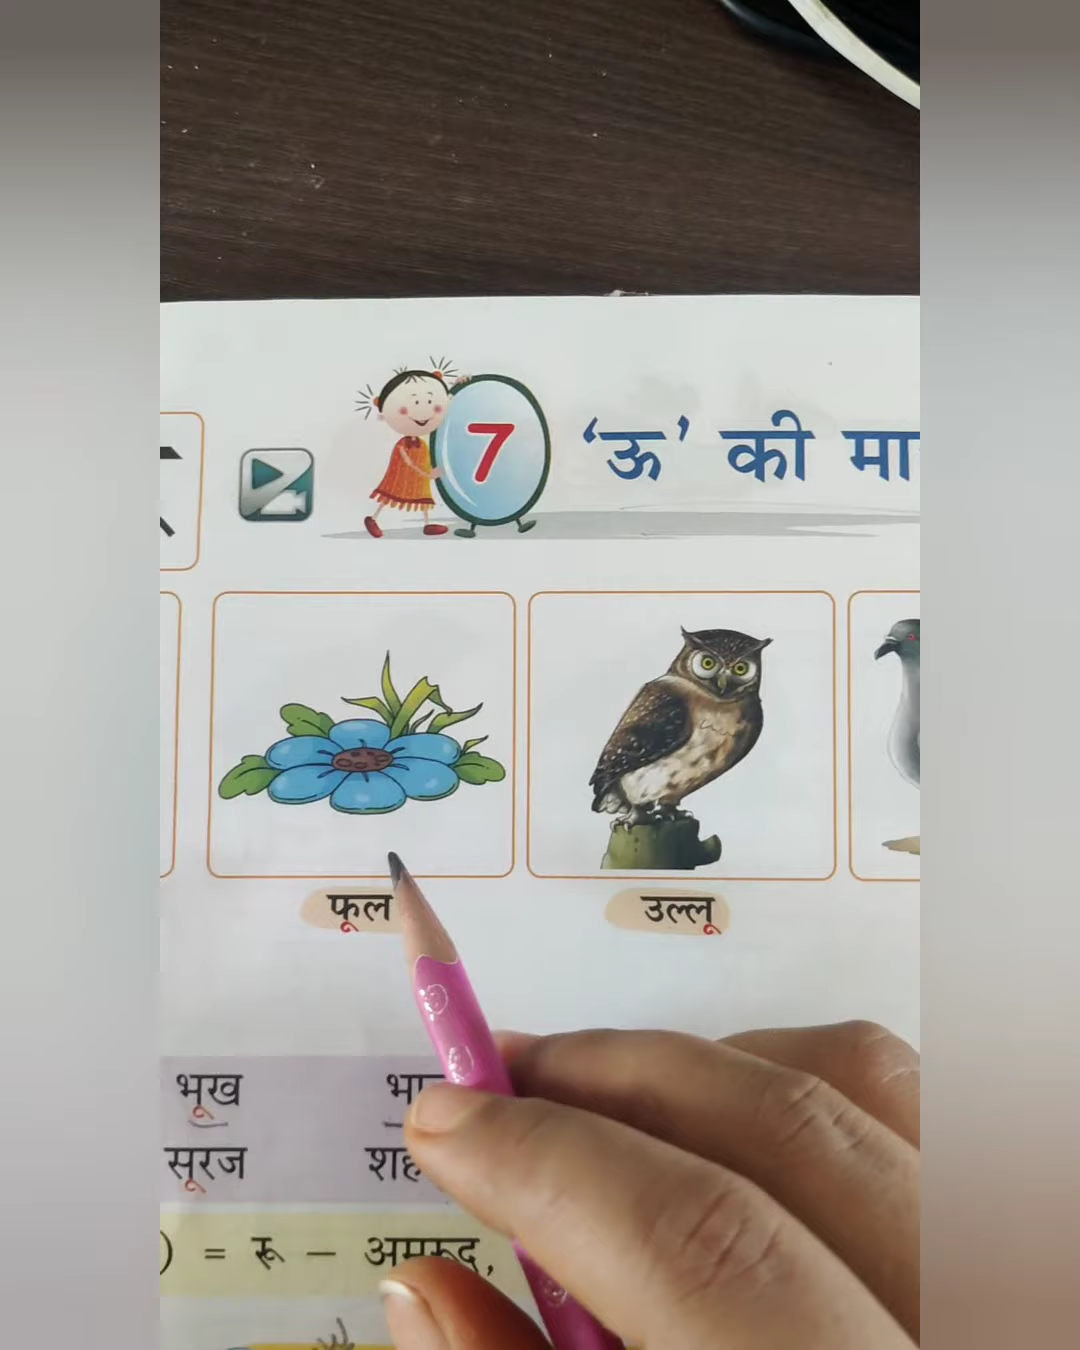 7 ‘ऊ’ की मा
फूल उल्लू
भूख
सूरज
) = रू – अमरूद,